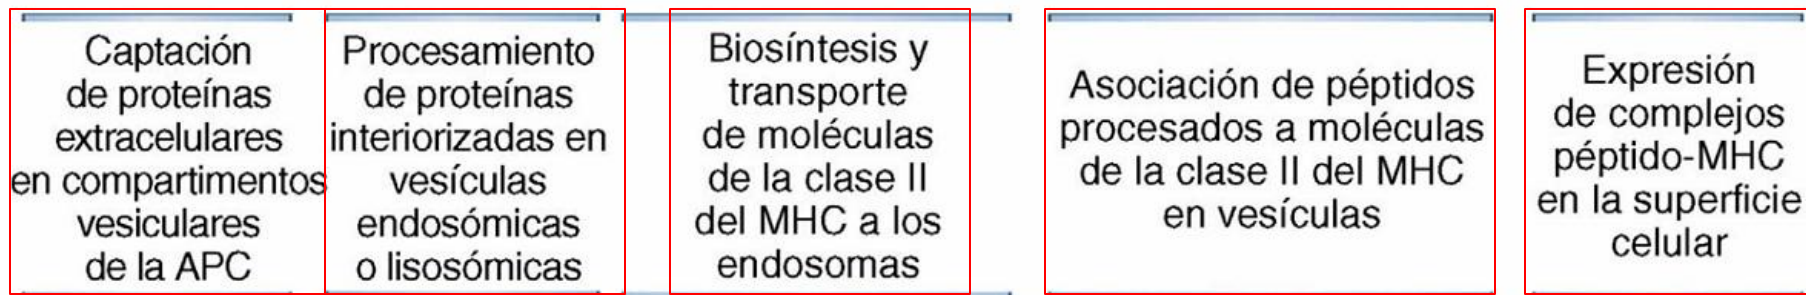 Captación
de proteínas
extracelulares
en compartimentos
vesiculares
de la APC
Procesamiento
de proteínas
interiorizadas en
vesículas
endosómicas
o lisosómicas
Biosíntesis y
transporte
de moléculas
de la clase II
del MHC a los
endosomas
Asociación de péptidos
procesados a moléculas
de la clase II del MHC
en vesículas
Expresión
de complejos
péptido-MHC
en la superficie
celular